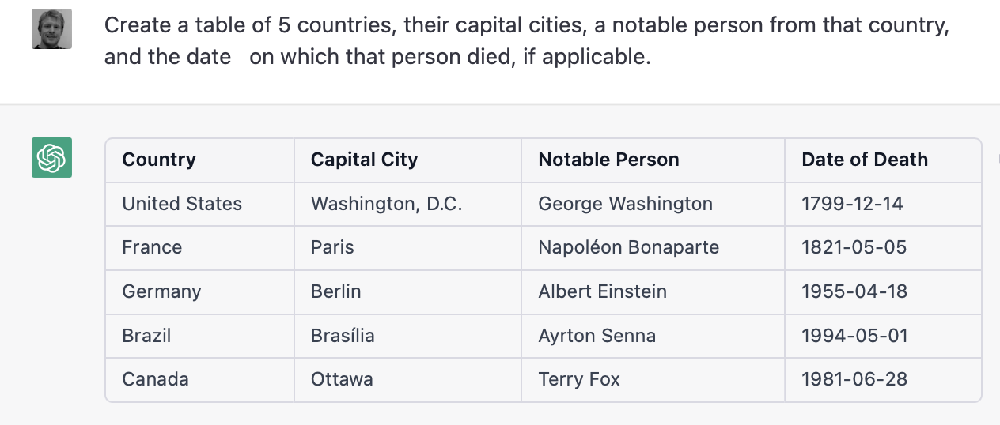 Create a table of 5 countries, their capital cities, a notable person from that country,
and the date   on which that person died, if applicable.
Country Capital City Notable Person Date of Death
United States Washington, D.C. George Washington 1799-12-14
France Paris Napoléon Bonaparte 1821-05-05
Germany Berlin Albert Einstein 1955-04-18
Brazil Brasília Ayrton Senna 1994-05-01
Canada Ottawa Terry Fox 1981-06-28